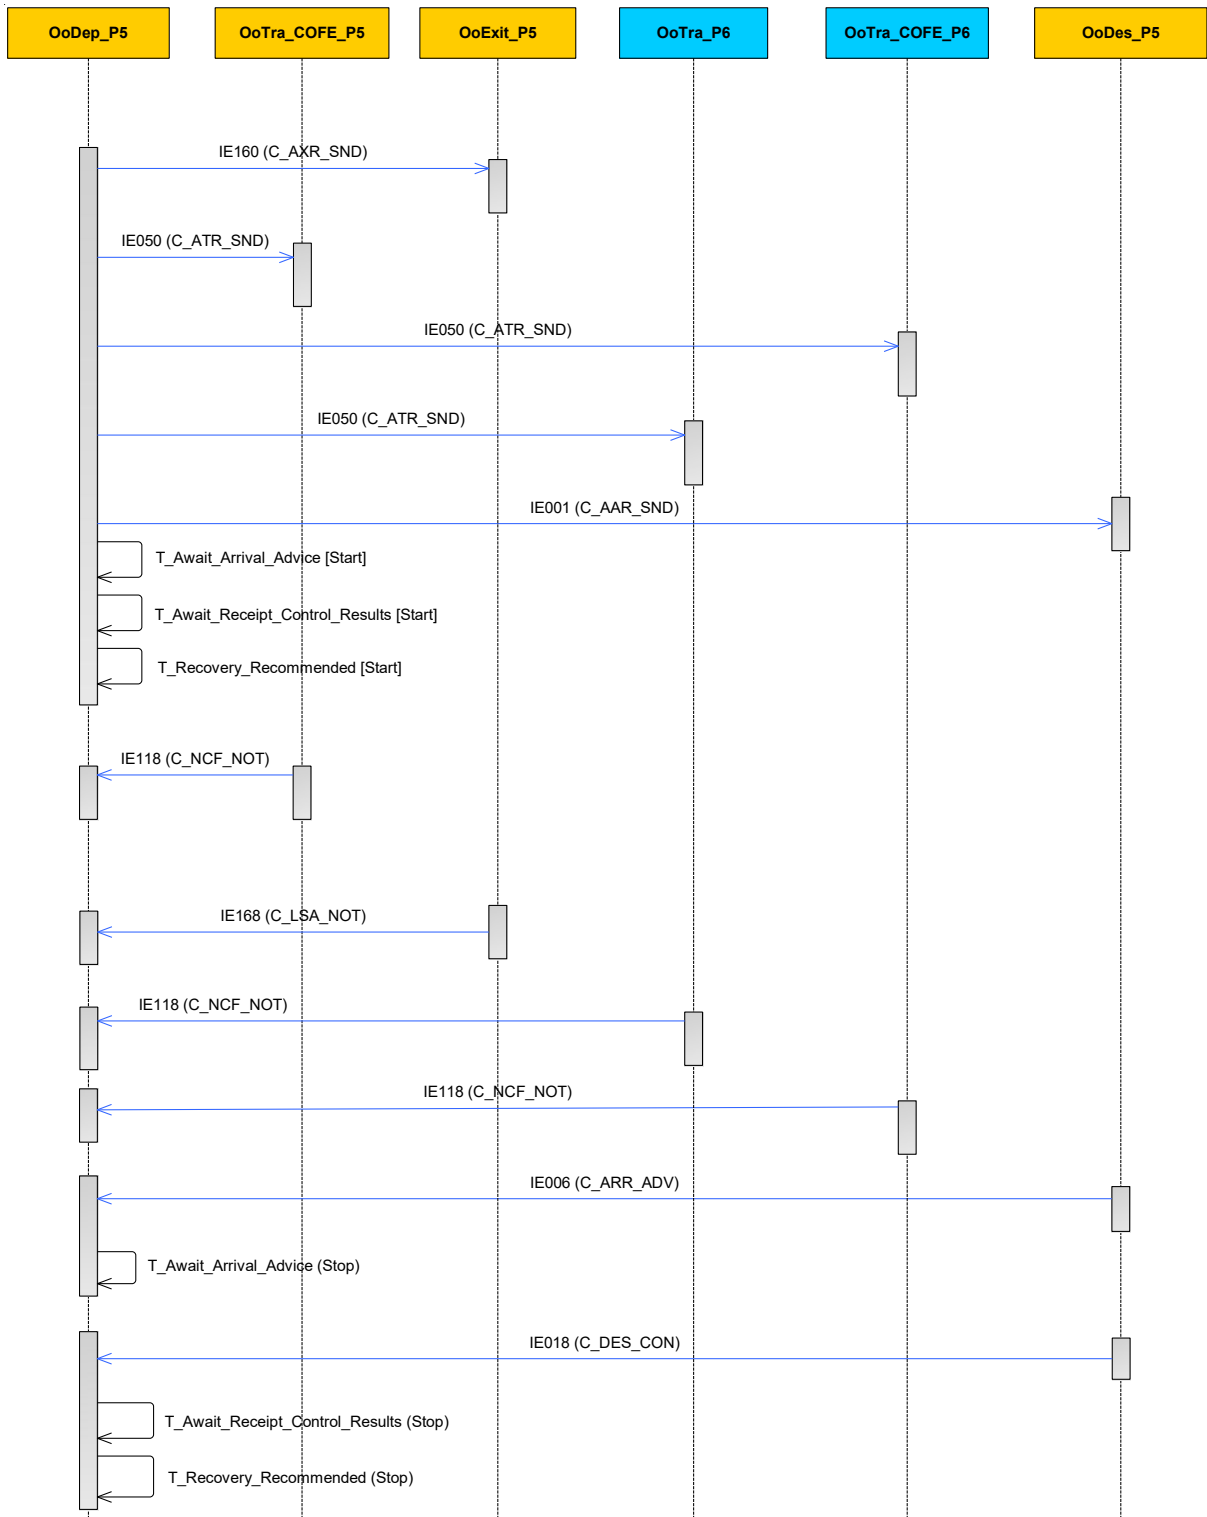 OoDep_P5
OoTra_COFE_P5
OoExit_P5
OoTra_P6
OoTra_COFE_P6
OoDes_P5
IE160 (C_AXR_SND)
IE050 (C_ATR_SND)
IE050 (C_ATR_SND)
IE050 (C_ATR_SND)
IE001 (C_AAR_SND)
T_Await_Arrival_Advice [Start]
T_Await_Receipt_Control_Results [Start]
T_Recovery_Recommended [Start]
IE118 (C_NCF_NOT)
IE168 (C_LSA_NOT)
IE118 (C_NCF_NOT)
IE118 (C_NCF_NOT)
IE006 (C_ARR_ADV)
T_Await_Arrival_Advice (Stop)
IE018 (C_DES_CON)
T_Await_Receipt_Control_Results (Stop)
T_Recovery_Recommended (Stop)